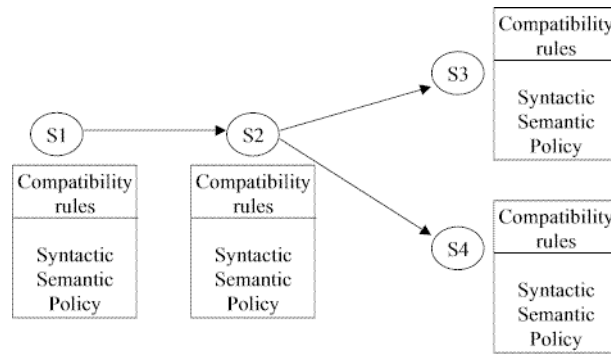 Compatibility
rules
S3
Syntactic
Semantic
Policy
S1
S2
Compatibility
rules
Syntactic
Semantic
Policy
Compatibility
rules
Syntactic
Semantic
Policy
S4
Compatibility
rules
Syntactic
Semantic
Policy